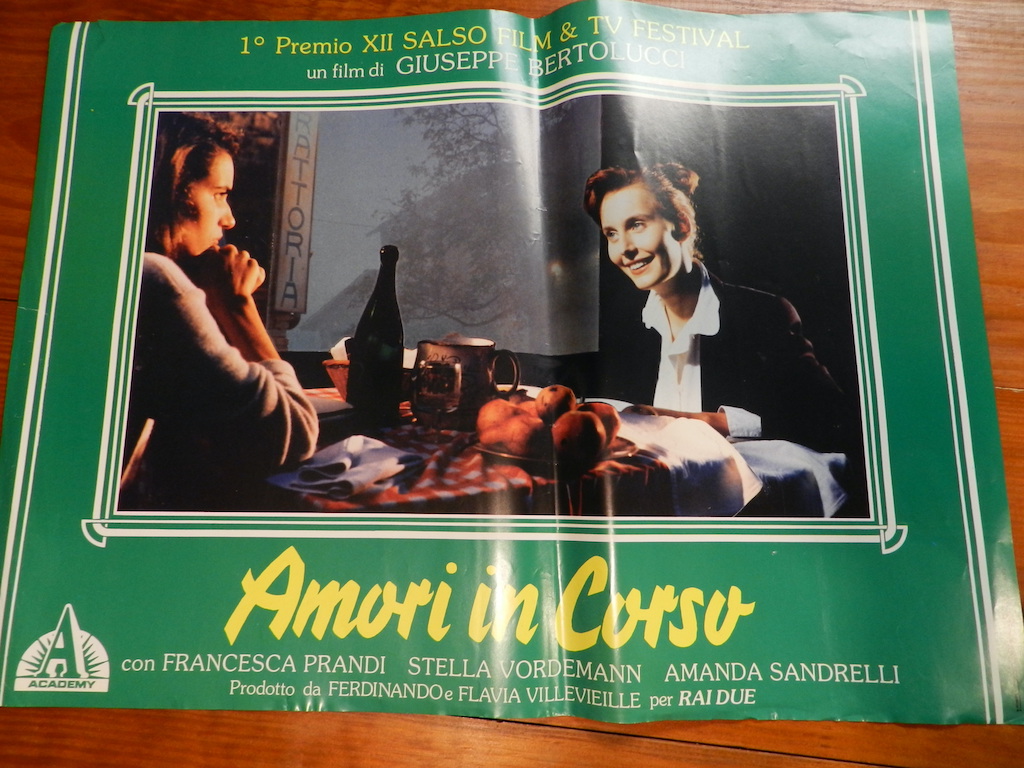 1° Premio XII SALSO FILM & TV FESTIVAL
un film di GIUSEPPE BERTOLUCCI
RATTORIA
Amori in Corso
con FRANCESCA PRANDI STELLA VORDEMANN AMANDA SANDRELLI
Prodotto da FERDINANDO e FLAVIA VILLEVIEILLE per RAI DUE
A
ACADEMY